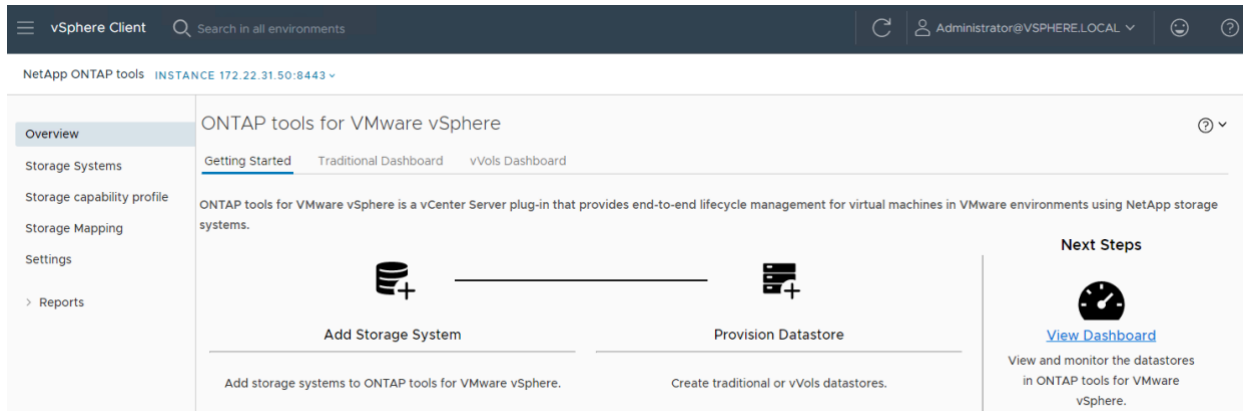 vSphere Client
Search in all environments
Administrator@VSPHERE.LOCAL
NetApp ONTAP tools INSTANCE 172.22.31.50:8443
Overview
Storage Systems
Storage capability profile
Storage Mapping
Settings
Reports
ONTAP tools for VMware vSphere
Getting Started Traditional Dashboard vVols Dashboard
ONTAP tools for VMware vSphere is a vCenter Server plug-in that provides end-to-end lifecycle management for virtual machines in VMware environments using NetApp storage
systems.
Add Storage System
Add storage systems to ONTAP tools for VMware vSphere.
Provision Datastore
Create traditional or vVols datastores.
Next Steps
View Dashboard
View and monitor the datastores
in ONTAP tools for VMware
vSphere.